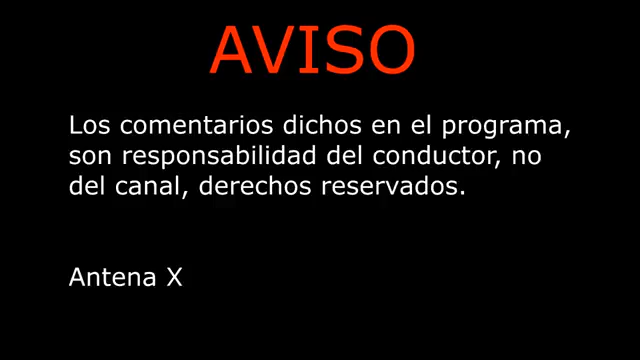 AVISO
Los comentarios dichos en el programa,
son responsabilidad del conductor, no
del canal, derechos reservados.
Antena X